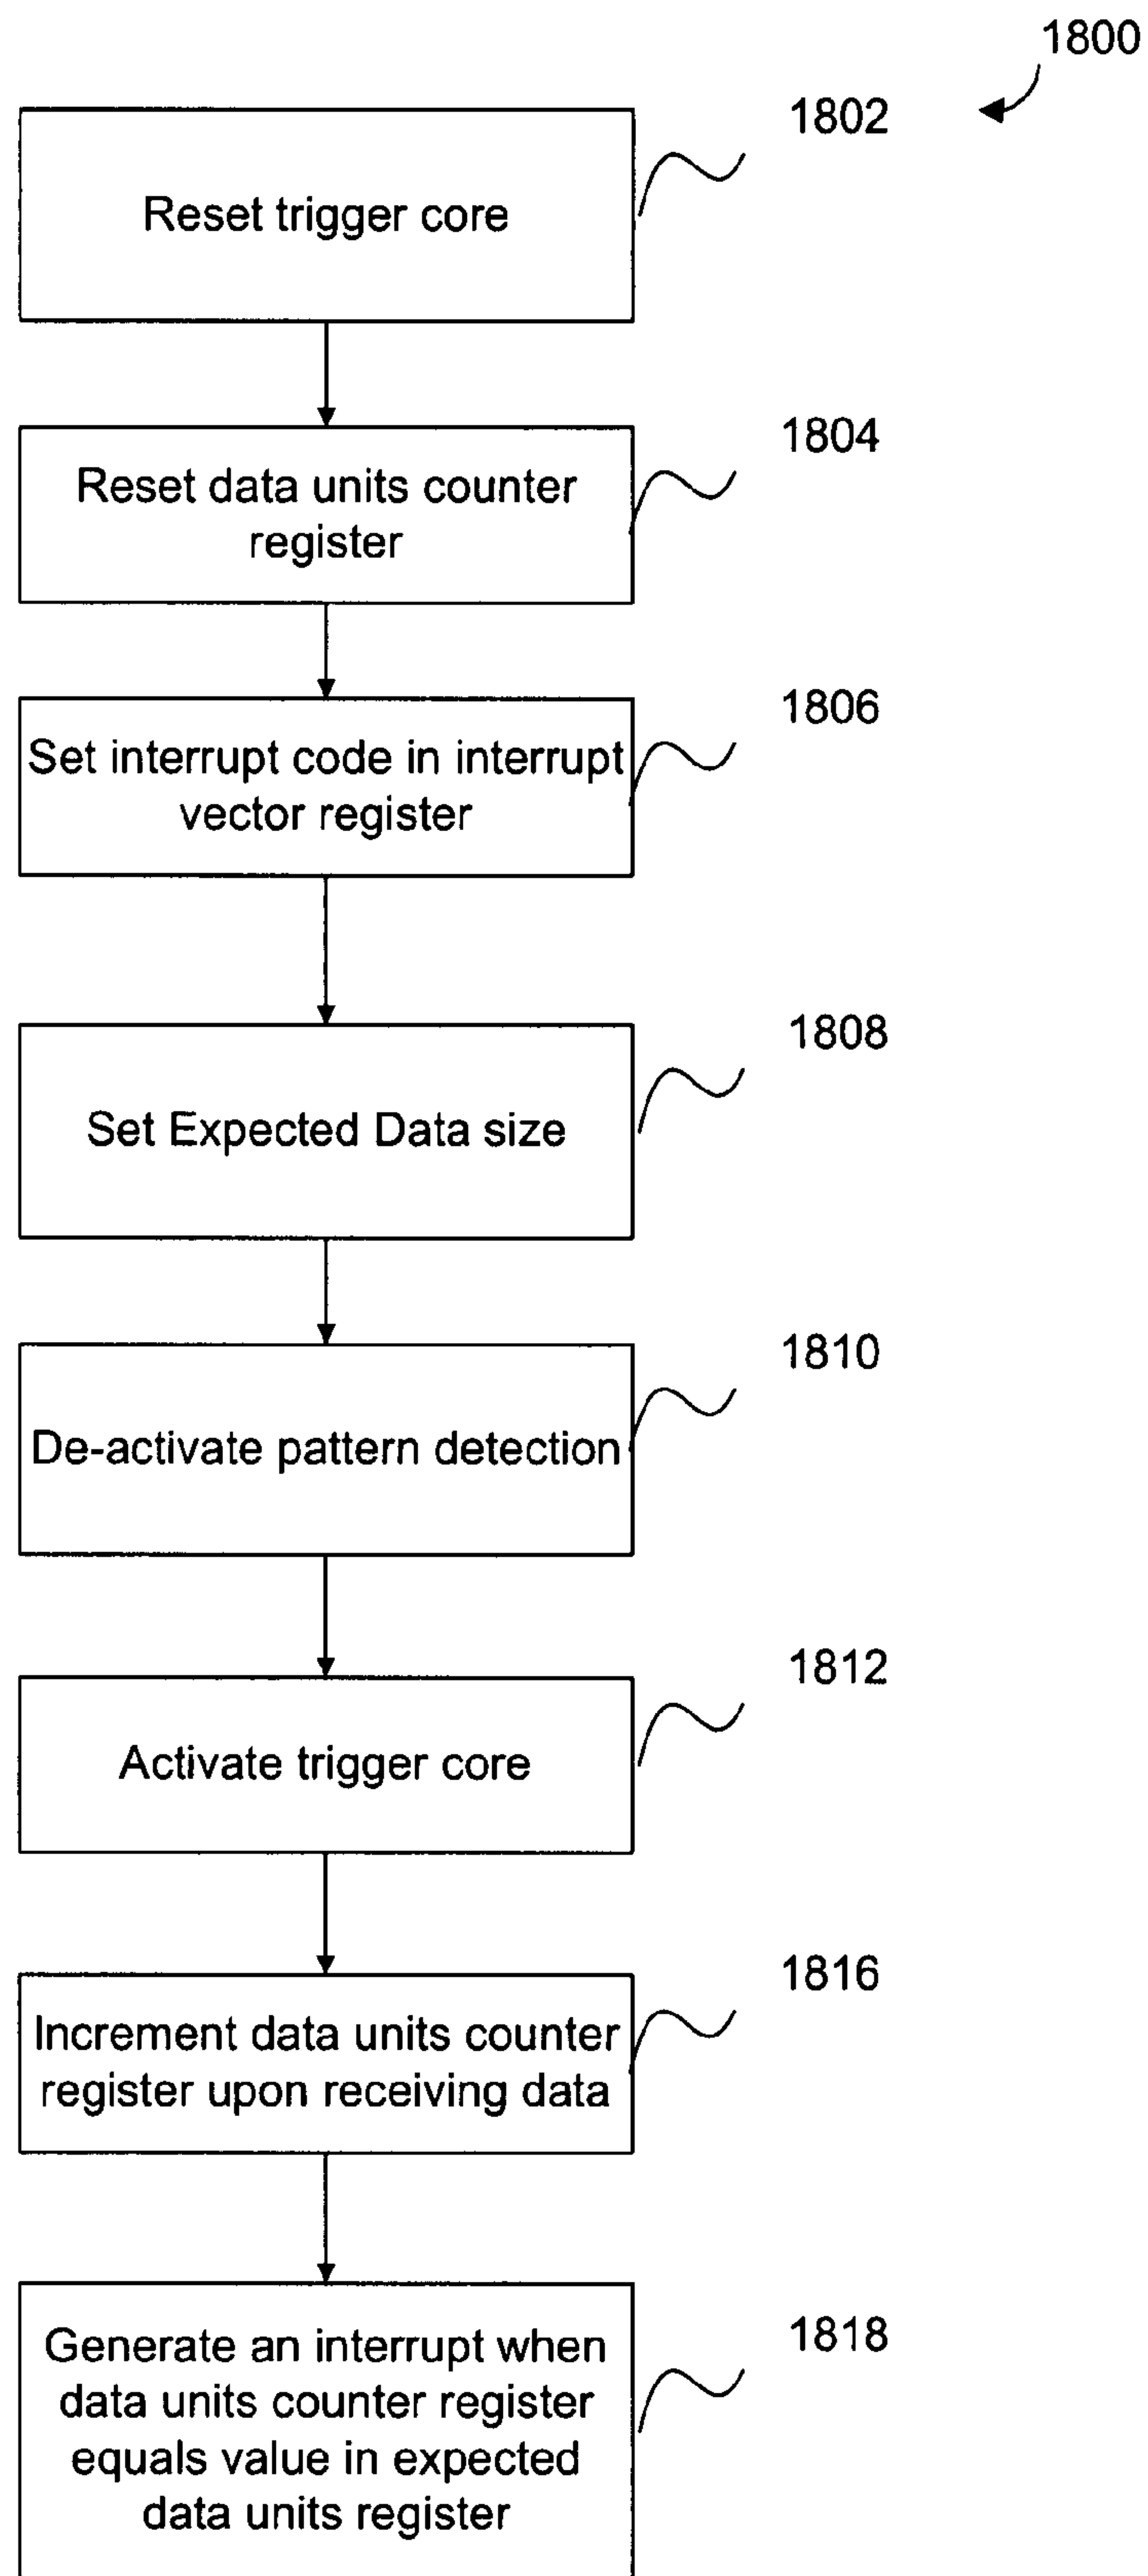 1800
1802
Reset trigger core
1804
Reset data units counter
register
1806
Set interrupt code in interrupt
vector register
1808
Set Expected Data size
1810
De-activate pattern detection
1812
Activate trigger core
1816
Increment data units counter
register upon receiving data
1818
Generate an interrupt when
data units counter register
equals value in expected
data units register